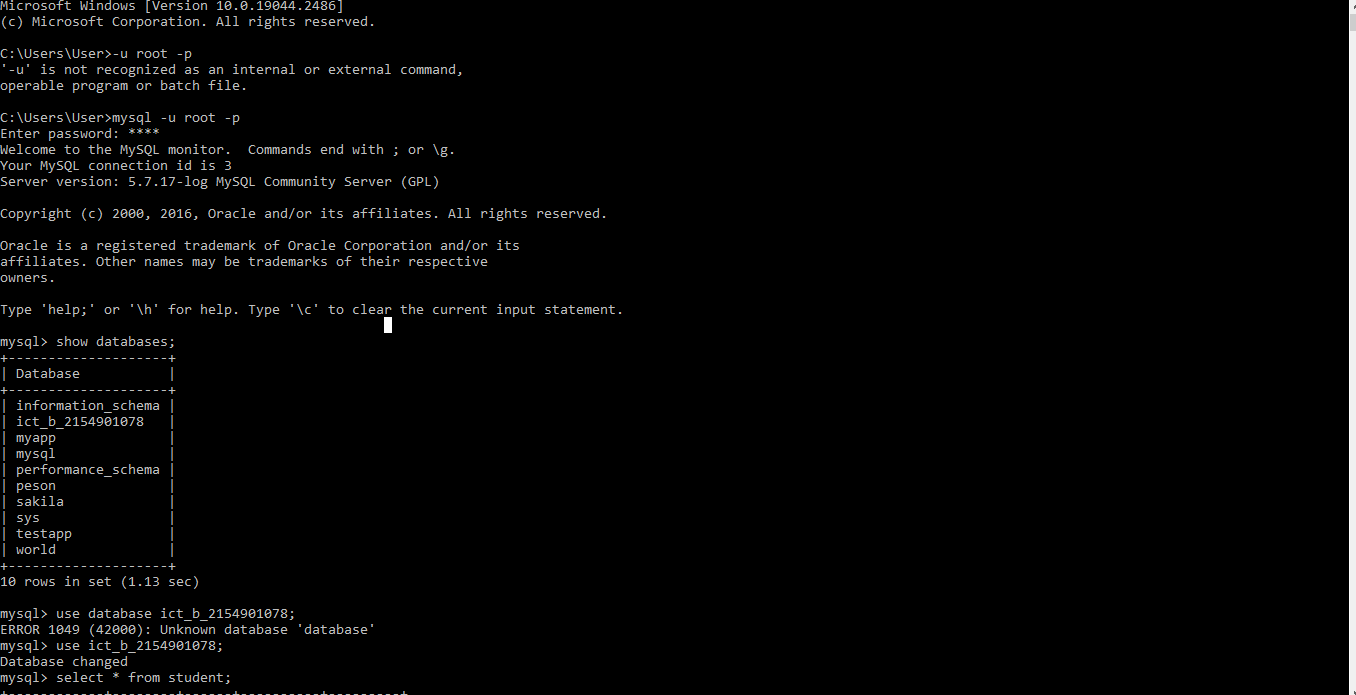 Microsoft Windows [Version 10.0.19044.2486]
(c) Microsoft Corporation. All rights reserved.
C:\Users\User>-u root -p
'-u' is not recognized as an internal or external command,
operable program or batch file.
C:\Users\User>mysql -u root -p
Enter password: ****
Welcome to the MySQL monitor.  Commands end with ; or \g.
Your MySQL connection id is 3
Server version: 5.7.17-log MySQL Community Server (GPL)
Copyright (c) 2000, 2016, Oracle and/or its affiliates. All rights reserved.
Oracle is a registered trademark of Oracle Corporation and/or its
affiliates. Other names may be trademarks of their respective
owners.
Type 'help;' or '\h' for help. Type '\c' to clear the current input statement.
mysql> show databases;
+--------------------+
| Database           |
+--------------------+
| information_schema |
| ict_b_2154901078   |
| myapp              |
| mysql              |
| performance_schema |
| peson              |
| sakila             |
| sys                |
| testapp            |
| world              |
+--------------------+
10 rows in set (1.13 sec)
mysql> use database ict_b_2154901078;
ERROR 1049 (42000): Unknown database 'database'
mysql> use ict_b_2154901078;
Database changed
mysql> select * from student;
+------------+--------+------+----------+---------+